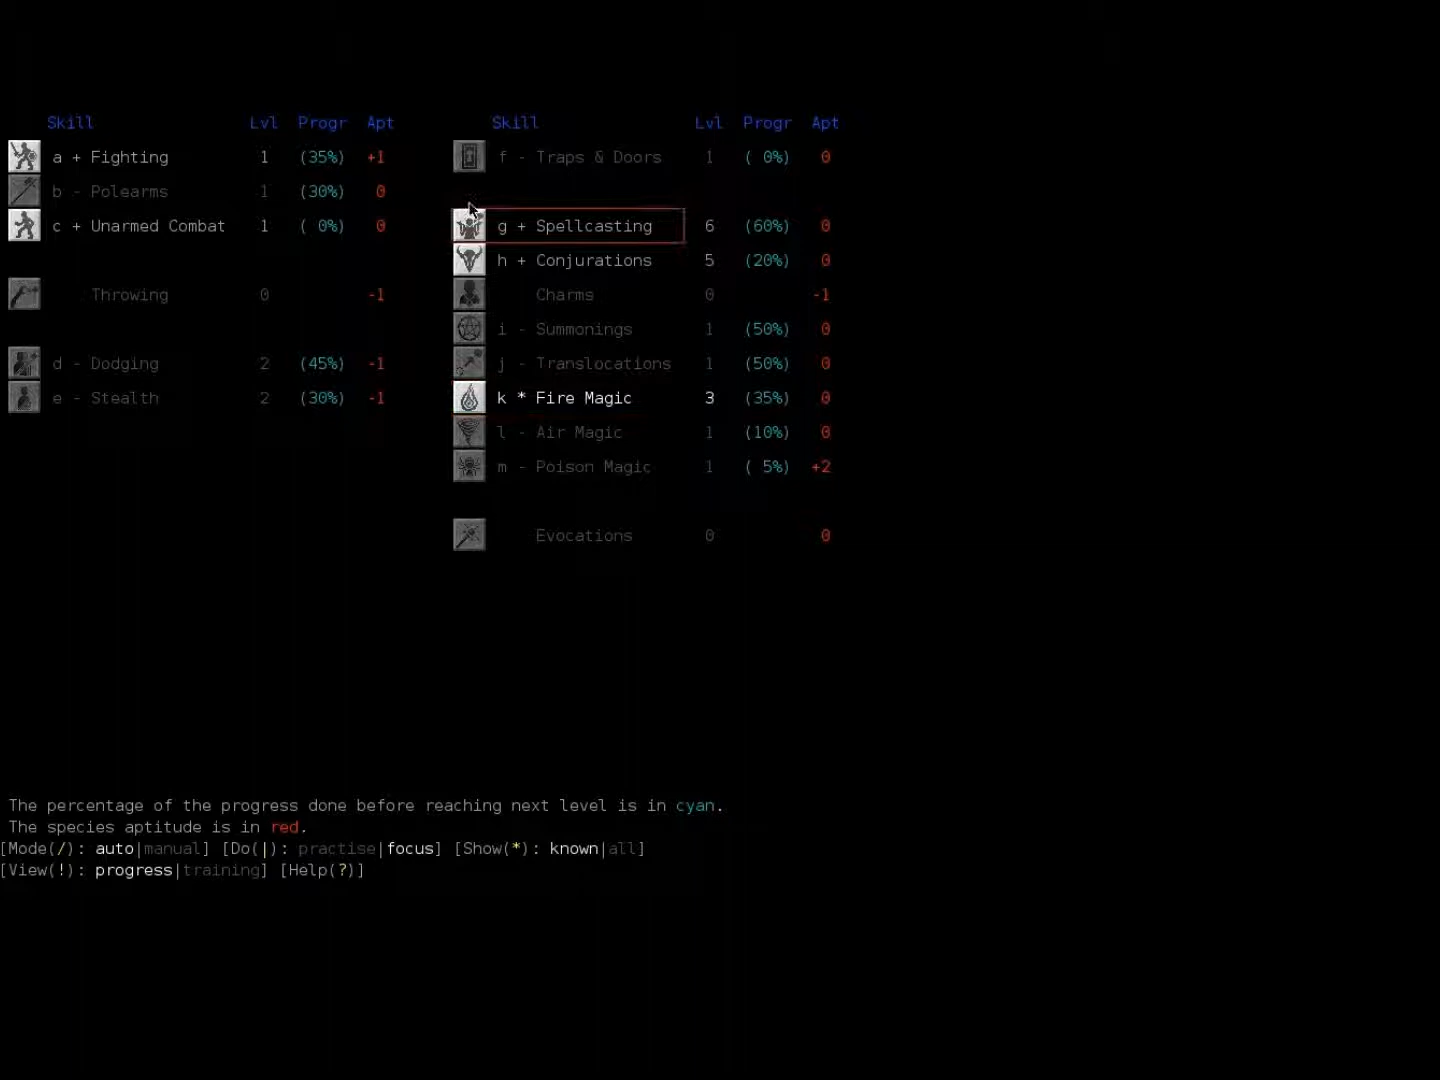 Skill Lvl Progr Apt
a + Fighting 1 (35%) +1
b - Polearms 1 (30%) 0
c + Unarmed Combat 1 ( 0%) 0
Throwing 0 -1
d - Dodging 2 (45%) -1
e - Stealth 2 (30%) -1
Skill Lvl Progr Apt
f - Traps & Doors 1 ( 0%) 0
g + Spellcasting 6 (60%) 0
h + Conjurations 5 (20%) 0
Charms 0 -1
i - Summonings 1 (50%) 0
j - Translocations 1 (50%) 0
k * Fire Magic 3 (35%) 0
l - Air Magic 1 (10%) 0
m - Poison Magic 1 ( 5%) +2
Evocations 0 0
The percentage of the progress done before reaching next level is in cyan.
The species aptitude is in red.
[Mode(/): auto|manual] [Do(|): practise|focus] [Show(*): known|all]
[View(!): progress|training] [Help(?)]